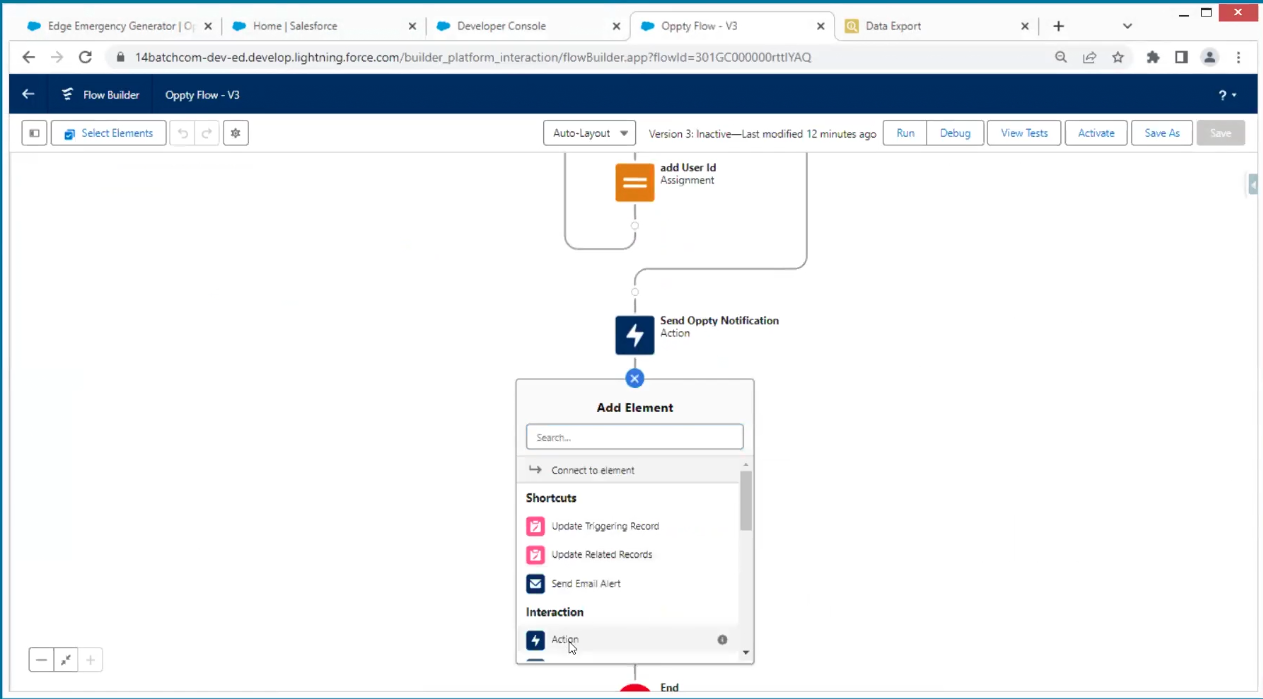 Edge Emergency Generator | O
Home | Salesforce
Developer Console
Oppty Flow - V3
Data Export
14batchcom-dev-ed.develop.lightning.force.com/builder_platform_interaction/flowBuilder.app?flowId=301GC000000rttIYAQ
Flow Builder
Oppty Flow - V3
?
Select Elements
Auto-Layout
Version 3: Inactive—Last modified 12 minutes ago
Run
Debug
View Tests
Activate
Save As
Save
add User Id
Assignment
Send Oppty Notification
Action
Add Element
Search...
Connect to element
Shortcuts
Update Triggering Record
Update Related Records
Send Email Alert
Interaction
Action
End